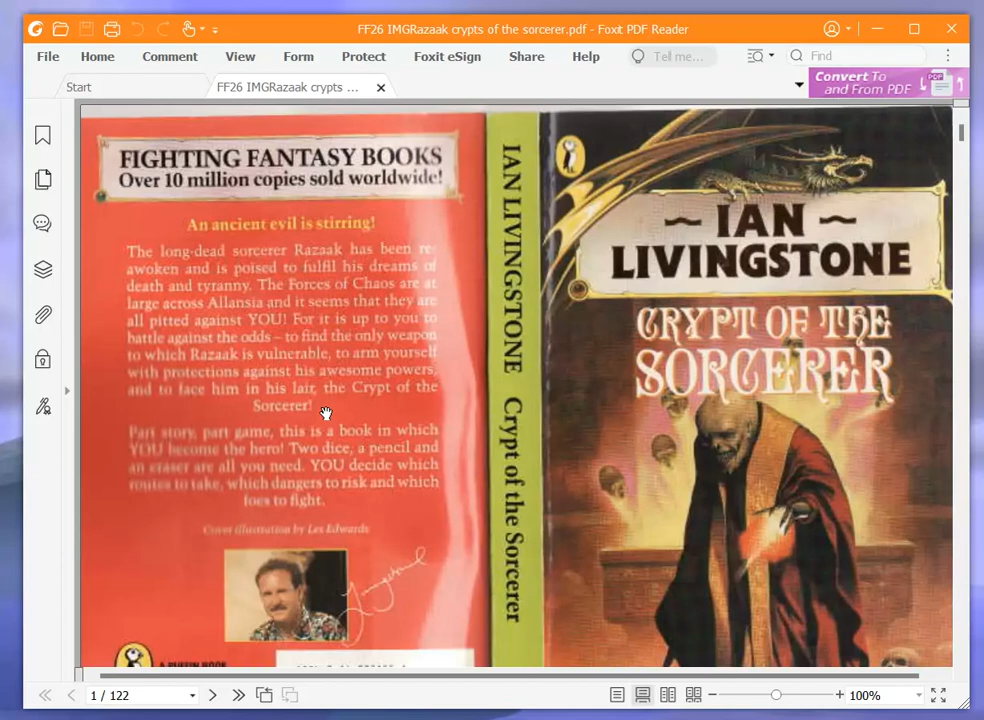 FF26 IMGRazaak crypts of the sorcerer.pdf - Foxit PDF Reader
File Home Comment View Form Protect Foxit eSign Share Help Tell me... Find
Start
FF26 IMGRazaak crypts ...
Convert To
and From PDF
PDF
FIGHTING FANTASY BOOKS
Over 10 million copies sold worldwide!
An ancient evil is stirring!
The long-dead sorcerer Razaak has been re-
awoken and is poised to fulfil his dreams of
death and tyranny. The Forces of Chaos are at
large across Allansia and it seems that they are
all pitted against YOU! For it is up to you to
battle against the odds – to find the only weapon
to which Razaak is vulnerable, to arm yourself
with protections against his awesome powers,
and to face him in his lair, the Crypt of the
Sorcerer!
Part story, part game, this is a book in which
YOU become the hero! Two dice, a pencil and
an eraser are all you need. YOU decide which
routes to take, which dangers to risk and which
foes to fight.
Cover illustration by Les Edwards
Livingstone
A PUFFIN BOOK
IAN LIVINGSTONE Crypt of the Sorcerer
~ IAN ~
LIVINGSTONE
CRYPT OF THE
SORCERER
1 / 122
100%